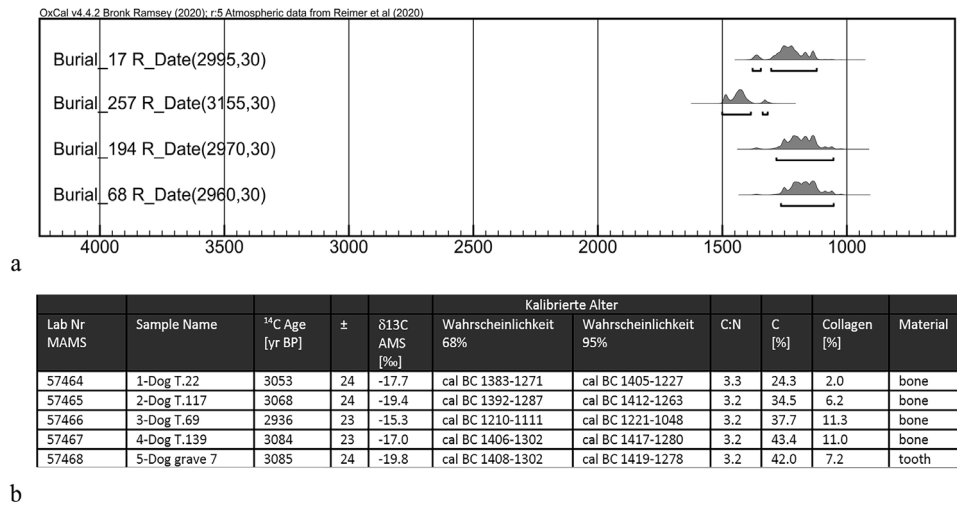 OxCal v4.4.2 Bronk Ramsey (2020); r:5 Atmospheric data from Reimer et al (2020)
Burial_17 R_Date(2995,30)
Burial_257 R_Date(3155,30)
Burial_194 R_Date(2970,30)
Burial_68 R_Date(2960,30)
4000 3500 3000 2500 2000 1500 1000
a
Kalibrierte Alter
Lab Nr MAMS Sample Name ¹⁴C Age [yr BP] ± δ13C AMS [‰] Wahrscheinlichkeit 68% Wahrscheinlichkeit 95% C:N C [%] Collagen [%] Material
57464 1-Dog T.22 3053 24 -17.7 cal BC 1383-1271 cal BC 1405-1227 3.3 24.3 2.0 bone
57465 2-Dog T.117 3068 24 -19.4 cal BC 1392-1287 cal BC 1412-1263 3.2 34.5 6.2 bone
57466 3-Dog T.69 2936 23 -15.3 cal BC 1210-1111 cal BC 1221-1048 3.2 37.7 11.3 bone
57467 4-Dog T.139 3084 23 -17.0 cal BC 1406-1302 cal BC 1417-1280 3.2 43.4 11.0 bone
57468 5-Dog grave 7 3085 24 -19.8 cal BC 1408-1302 cal BC 1419-1278 3.2 42.0 7.2 tooth
b